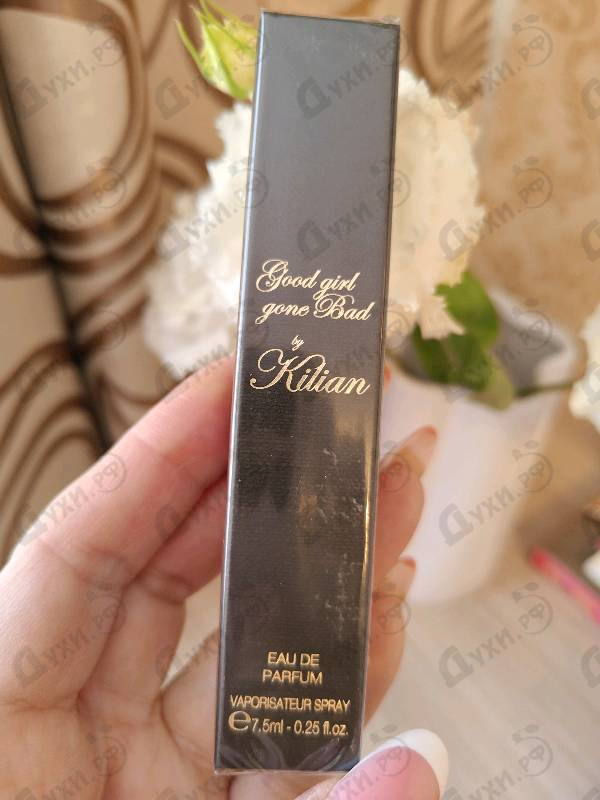 Good girl
gone Bad
by
Kilian
EAU DE
PARFUM
VAPORISATEUR SPRAY
℮7.5ml - 0.25 fl.oz.
Духи.рф